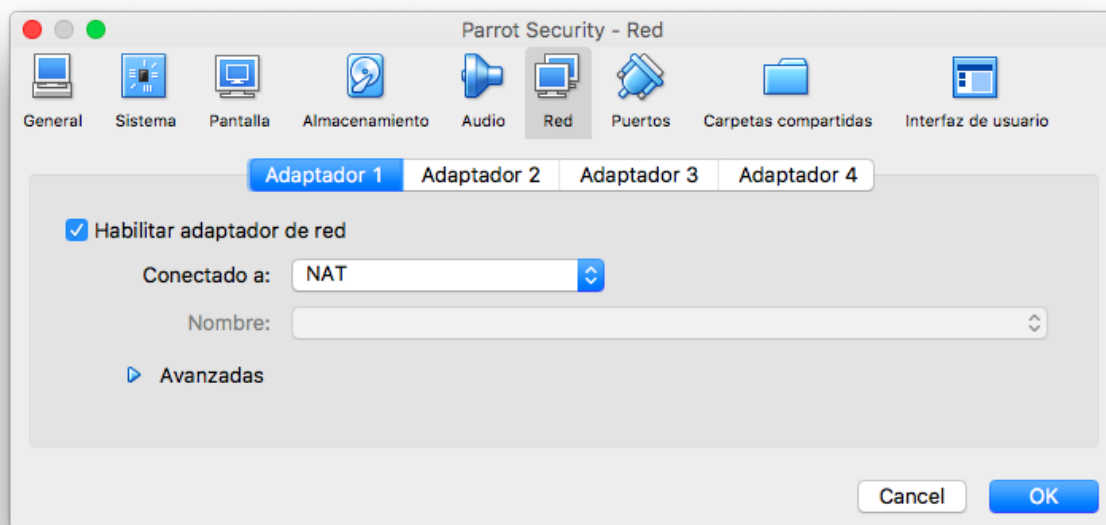 Parrot Security - Red
General Sistema Pantalla Almacenamiento Audio Red Puertos Carpetas compartidas Interfaz de usuario
Adaptador 1 Adaptador 2 Adaptador 3 Adaptador 4
Habilitar adaptador de red
Conectado a: NAT
Nombre:
Avanzadas
Cancel OK